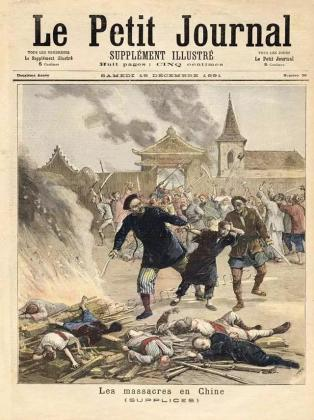 Le Petit Journal
TOUS LES VENDREDIS
Le Supplément illustré
5 Centimes
SUPPLÉMENT ILLUSTRÉ
Huit pages : CINQ centimes
TOUS LES JOURS
Le Petit Journal
5 Centimes
Deuxième Année
SAMEDI 19 DÉCEMBRE 1891
Numéro 56
Les massacres en Chine
(SUPPLICES)